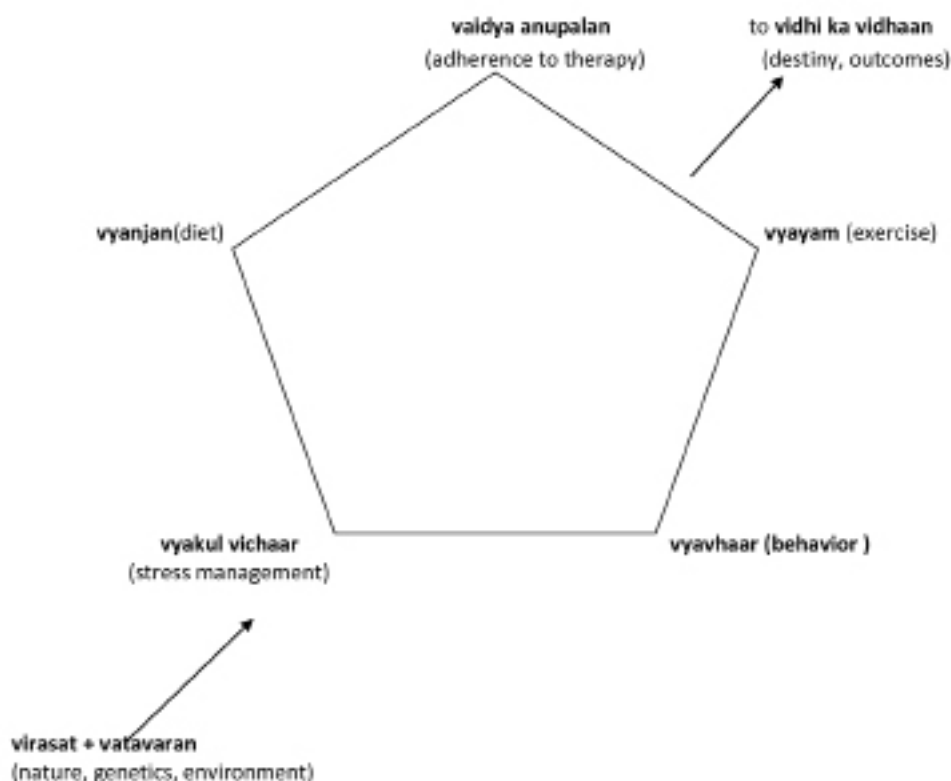 vaidya anupalan
(adherence to therapy)
to vidhi ka vidhaan
(destiny, outcomes)
vyanjan(diet)
vyayam (exercise)
vyakul vichaar
(stress management)
vyavhaar (behavior )
virasat + vatavaran
(nature, genetics, environment)